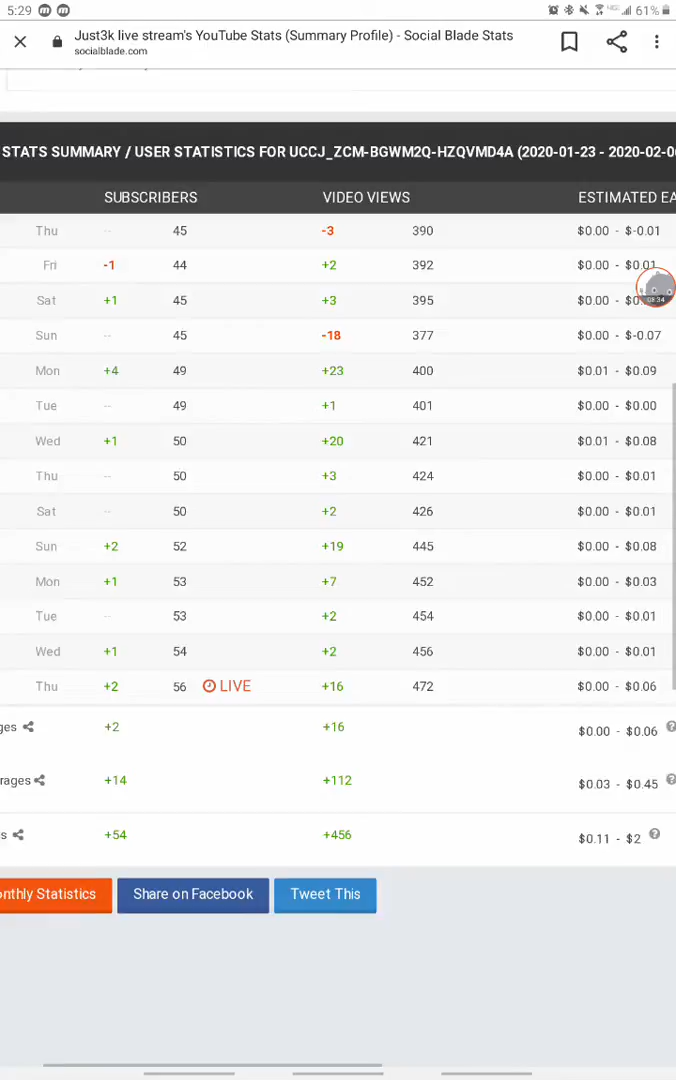 5:29 61%
Just3k live stream's YouTube Stats (Summary Profile) - Social Blade Stats
socialblade.com
STATS SUMMARY / USER STATISTICS FOR UCCJ_ZCM-BGWM2Q-HZQVMD4A (2020-01-23 - 2020-02-0
SUBSCRIBERS VIDEO VIEWS ESTIMATED EA
Thu -- 45 -3 390 $0.00 - $-0.01
Fri -1 44 +2 392 $0.00 - $0.01
Sat +1 45 +3 395 $0.00 - $0.
08:34
Sun -- 45 -18 377 $0.00 - $-0.07
Mon +4 49 +23 400 $0.01 - $0.09
Tue -- 49 +1 401 $0.00 - $0.00
Wed +1 50 +20 421 $0.01 - $0.08
Thu -- 50 +3 424 $0.00 - $0.01
Sat -- 50 +2 426 $0.00 - $0.01
Sun +2 52 +19 445 $0.00 - $0.08
Mon +1 53 +7 452 $0.00 - $0.03
Tue -- 53 +2 454 $0.00 - $0.01
Wed +1 54 +2 456 $0.00 - $0.01
Thu +2 56 LIVE +16 472 $0.00 - $0.06
ges +2 +16 $0.00 - $0.06
rages +14 +112 $0.03 - $0.45
s +54 +456 $0.11 - $2
onthly Statistics Share on Facebook Tweet This